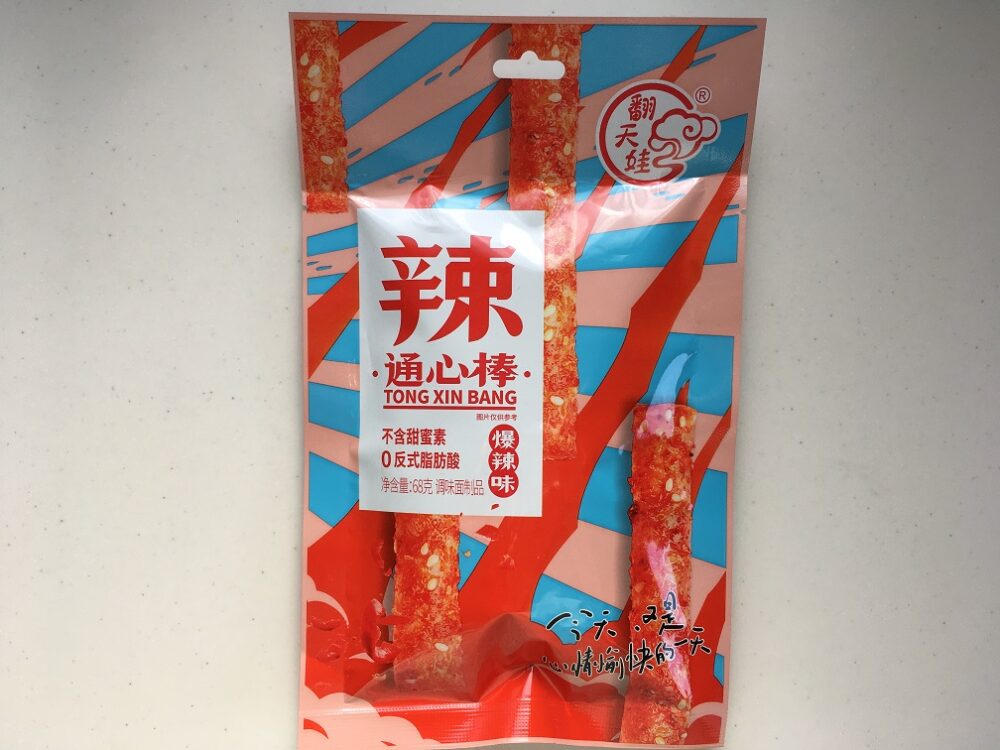 翻天娃
®
辣
·通心棒·
TONG XIN BANG
图片仅供参考
不含甜蜜素
0反式脂肪酸
爆辣味
净含量:68克 调味面制品
今天、又是
心情愉快的一天